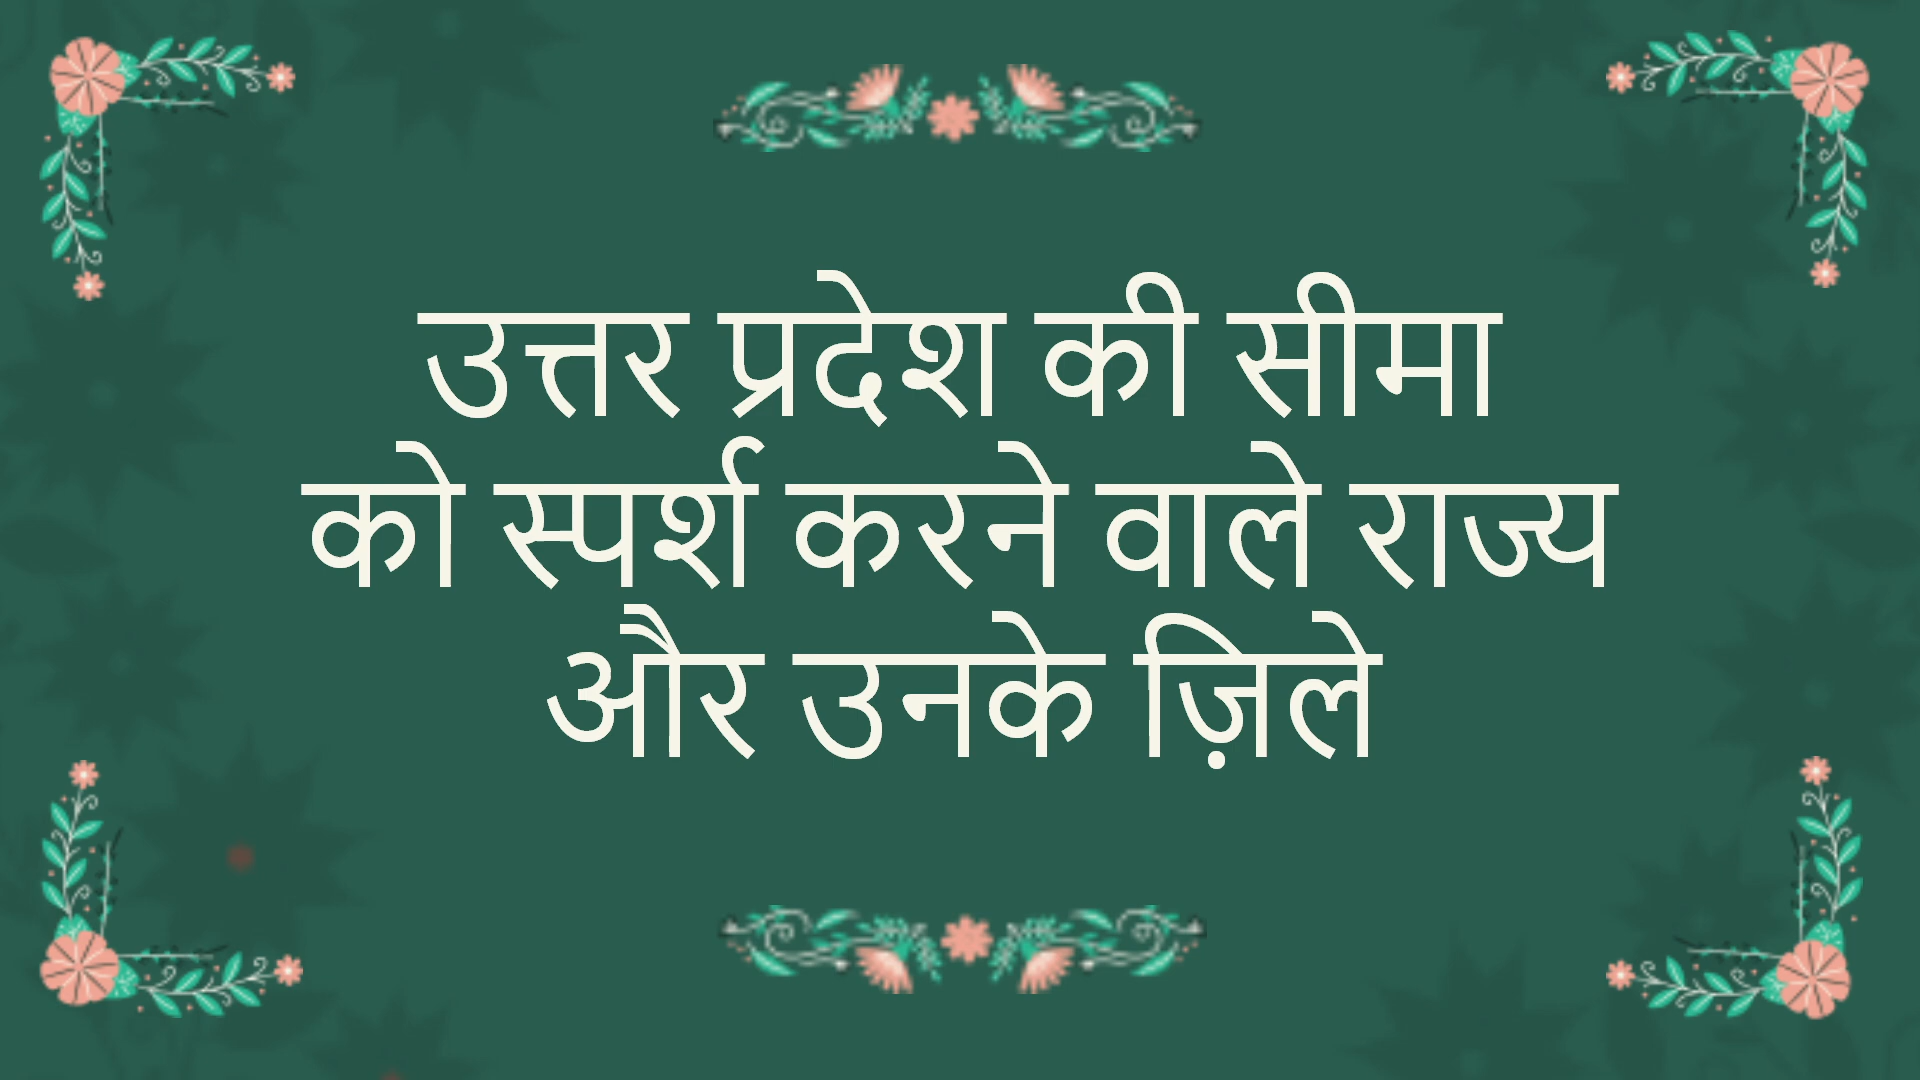 उत्तर प्रदेश की सीमा
को स्पर्श करने वाले राज्य
और उनके ज़िले